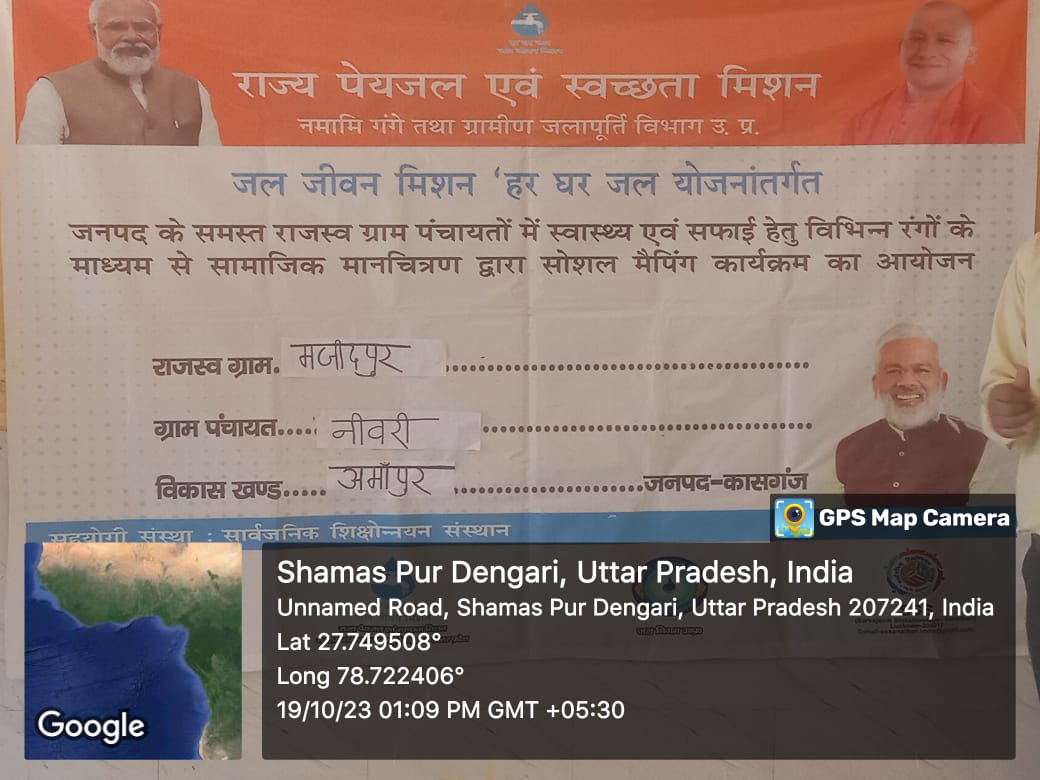 राज्य पेयजल एवं स्वच्छता मिशन
नमामि गंगे तथा ग्रामीण जलापूर्ति विभाग उ. प्र.
जल जीवन मिशन ‘हर घर जल योजनांतर्गत
जनपद के समस्त राजस्व ग्राम पंचायतों में स्वास्थ्य एवं सफाई हेतु विभिन्न रंगों के
माध्यम से सामाजिक मानचित्रण द्वारा सोशल मैपिंग कार्यक्रम का आयोजन
राजस्व ग्राम. मजीदपुर
ग्राम पंचायत..... नीवरी
विकास खण्ड..... अमाँपुर जनपद-कासगंज
सहयोगी संस्था : सार्वजनिक शिक्षोन्नयन संस्थान
GPS Map Camera
Shamas Pur Dengari, Uttar Pradesh, India
Unnamed Road, Shamas Pur Dengari, Uttar Pradesh 207241, India
Lat 27.749508°
Long 78.722406°
19/10/23 01:09 PM GMT +05:30
Google